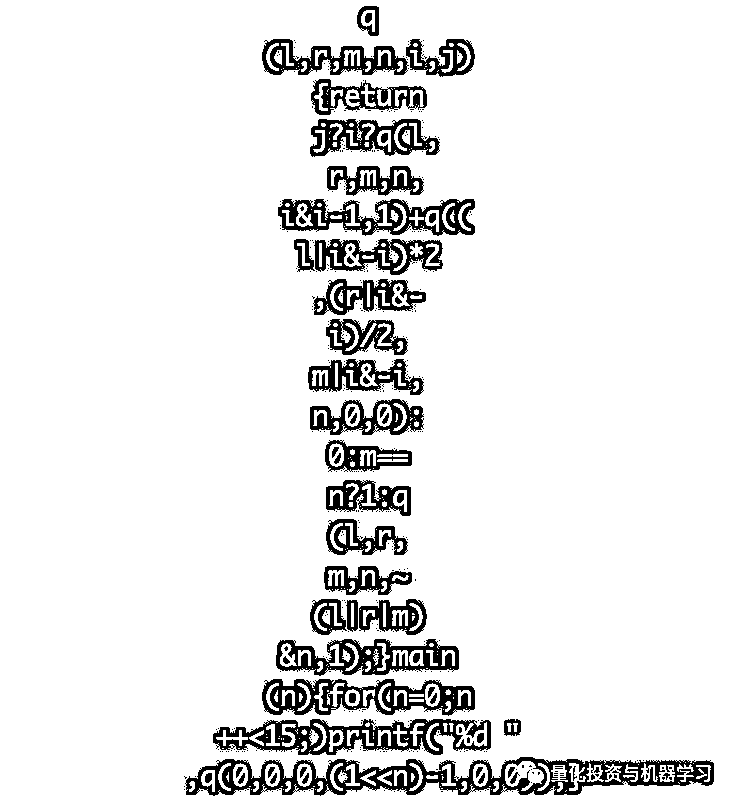 q
(l,r,m,n,i,j)
{return
j?i?q(l,
r,m,n,
i&i-1,1)+q((
l|i&-i)*2
,(r|i&-
i)/2,
m|i&-i,
n,0,0):
0:m==
n?1:q
(l,r,
m,n,~
(l|r|m)
&n,1);}main
(n){for(n=0;n
++<15;)printf("%d "
,q(0,0,0,(1<<n)-1,0,0));}
量化投资与机器学习